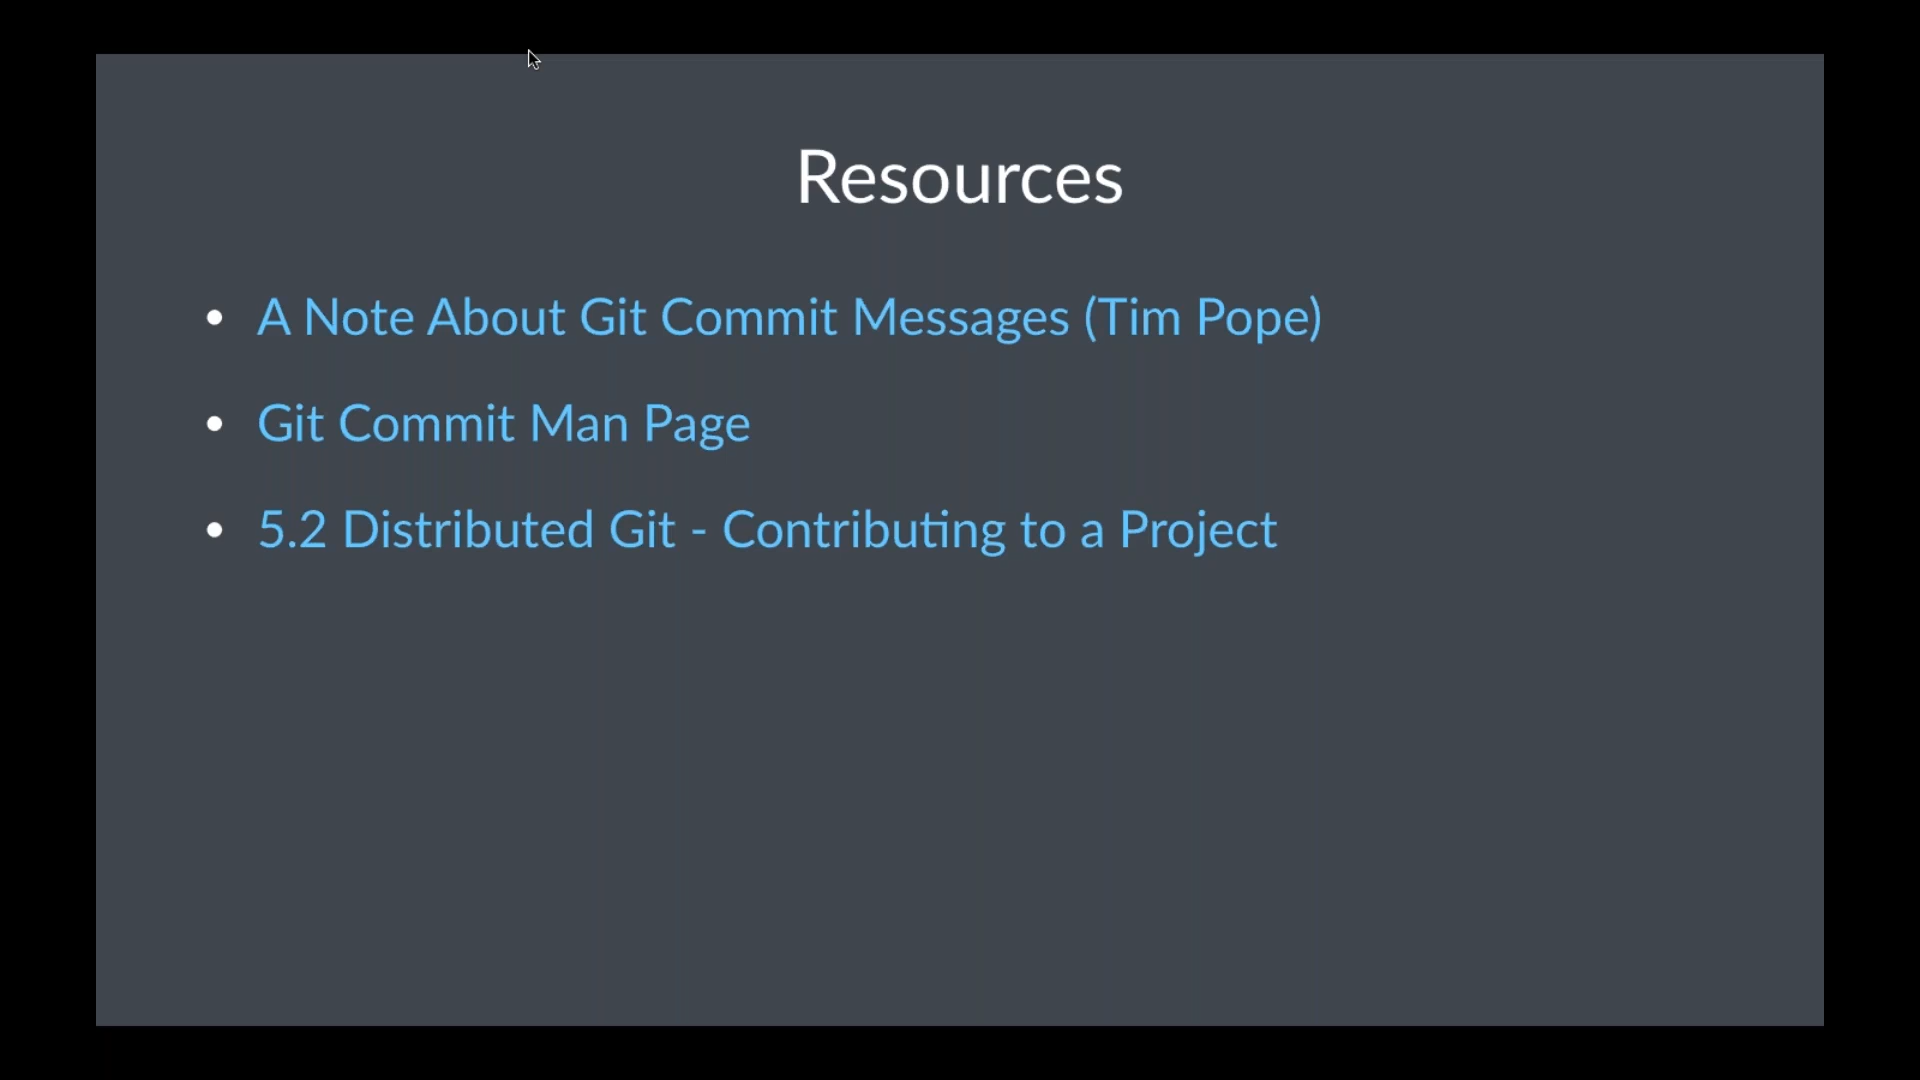 Resources
• A Note About Git Commit Messages (Tim Pope)
• Git Commit Man Page
• 5.2 Distributed Git - Contributing to a Project